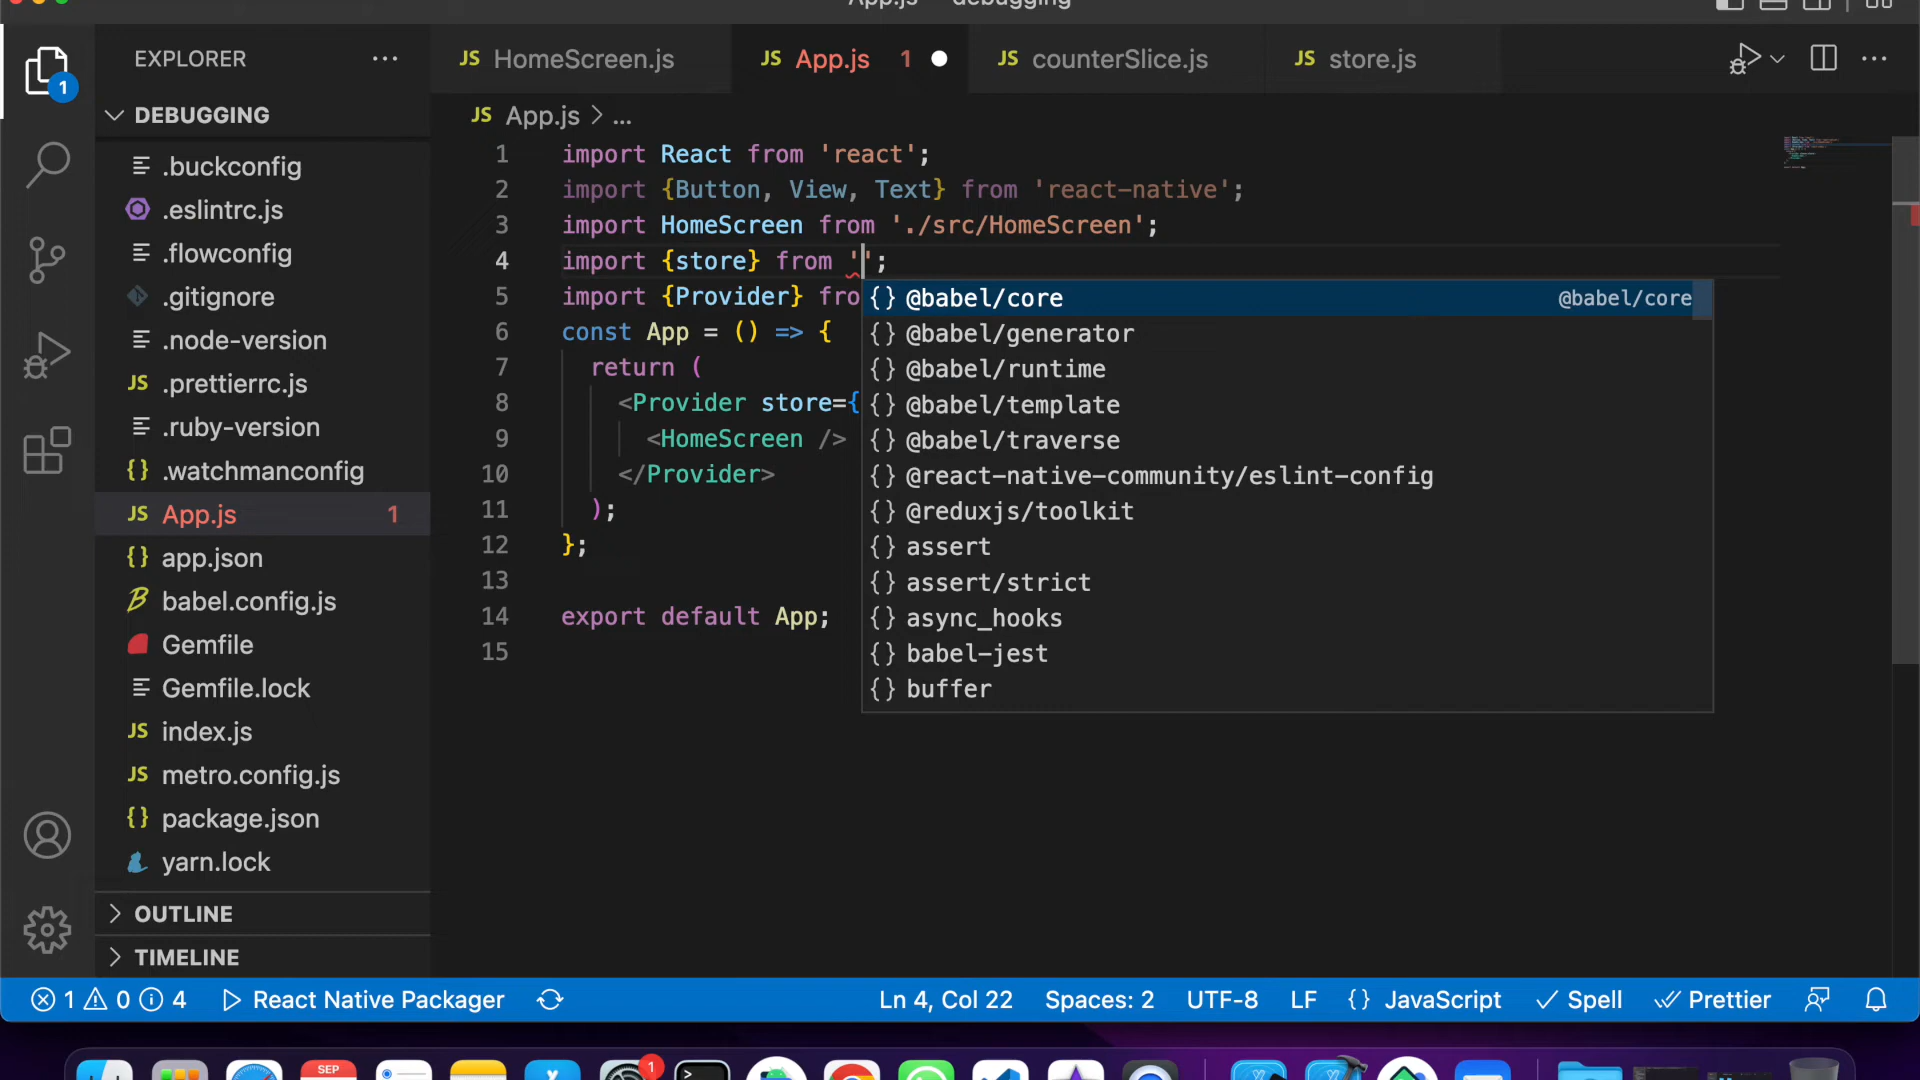 EXPLORER
HomeScreen.js
App.js 1
counterSlice.js
store.js
DEBUGGING
1
App.js > ...
.buckconfig
.eslintrc.js
.flowconfig
.gitignore
.node-version
.prettierrc.js
.ruby-version
.watchmanconfig
App.js 1
app.json
babel.config.js
Gemfile
Gemfile.lock
index.js
metro.config.js
package.json
yarn.lock
OUTLINE
TIMELINE
1 import React from 'react';
2 import {Button, View, Text} from 'react-native';
3 import HomeScreen from './src/HomeScreen';
4 import {store} from '';
5 import {Provider} fro
6 const App = () => {
7 return (
8 <Provider store={
9 <HomeScreen />
10 </Provider>
11 );
12 };
13
14 export default App;
15
{} @babel/core @babel/core
{} @babel/generator
{} @babel/runtime
{} @babel/template
{} @babel/traverse
{} @react-native-community/eslint-config
{} @reduxjs/toolkit
{} assert
{} assert/strict
{} async_hooks
{} babel-jest
{} buffer
1 0 4 React Native Packager Ln 4, Col 22 Spaces: 2 UTF-8 LF {} JavaScript Spell Prettier
SEP
1